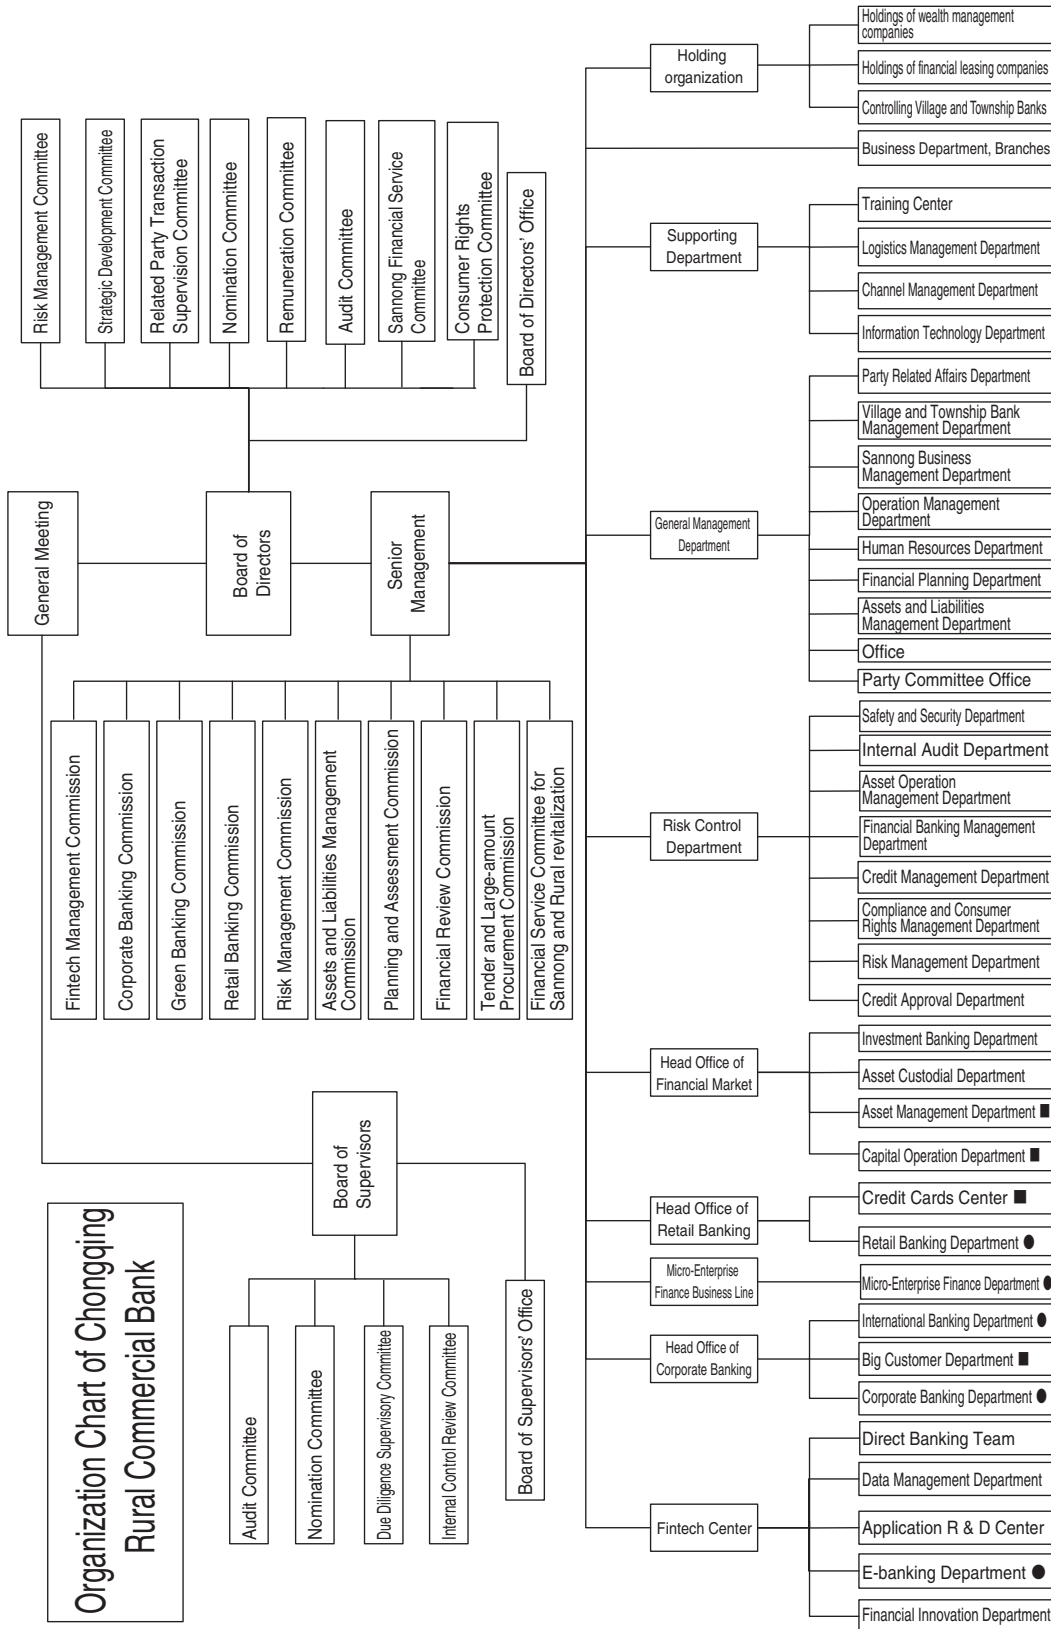 Organization Chart of Chongqing
Rural Commercial Bank
General Meeting
Board of
Directors
Senior
Management
Board of
Supervisors
Risk Management Committee
Strategic Development Committee
Related Party Transaction
Supervision Committee
Nomination Committee
Remuneration Committee
Audit Committee
Sannong Financial Service
Committee
Consumer Rights
Protection Committee
Board of Directors' Office
Fintech Management Commission
Corporate Banking Commission
Green Banking Commission
Retail Banking Commission
Risk Management Commission
Assets and Liabilities Management
Commission
Planning and Assessment Commission
Financial Review Commission
Tender and Large-amount
Procurement Commission
Financial Service Committee for
Sannong and Rural revitalization
Audit Committee
Nomination Committee
Due Diligence Supervisory Committee
Internal Control Review Committee
Board of Supervisors' Office
Holding
organization
Holdings of wealth management
companies
Holdings of financial leasing companies
Controlling Village and Township Banks
Business Department, Branches
Supporting
Department
Training Center
Logistics Management Department
Channel Management Department
Information Technology Department
General Management
Department
Party Related Affairs Department
Village and Township Bank
Management Department
Sannong Business
Management Department
Operation Management
Department
Human Resources Department
Financial Planning Department
Assets and Liabilities
Management Department
Office
Party Committee Office
Risk Control
Department
Safety and Security Department
Internal Audit Department
Asset Operation
Management Department
Financial Banking Management
Department
Credit Management Department
Compliance and Consumer
Rights Management Department
Risk Management Department
Credit Approval Department
Head Office of
Financial Market
Investment Banking Department
Asset Custodial Department
Asset Management Department ■
Capital Operation Department ■
Head Office of
Retail Banking
Credit Cards Center ■
Retail Banking Department ●
Micro-Enterprise
Finance Business Line
Micro-Enterprise Finance Department ●
Head Office of
Corporate Banking
International Banking Department ●
Big Customer Department ■
Corporate Banking Department ●
Fintech Center
Direct Banking Team
Data Management Department
Application R & D Center
E-banking Department ●
Financial Innovation Department